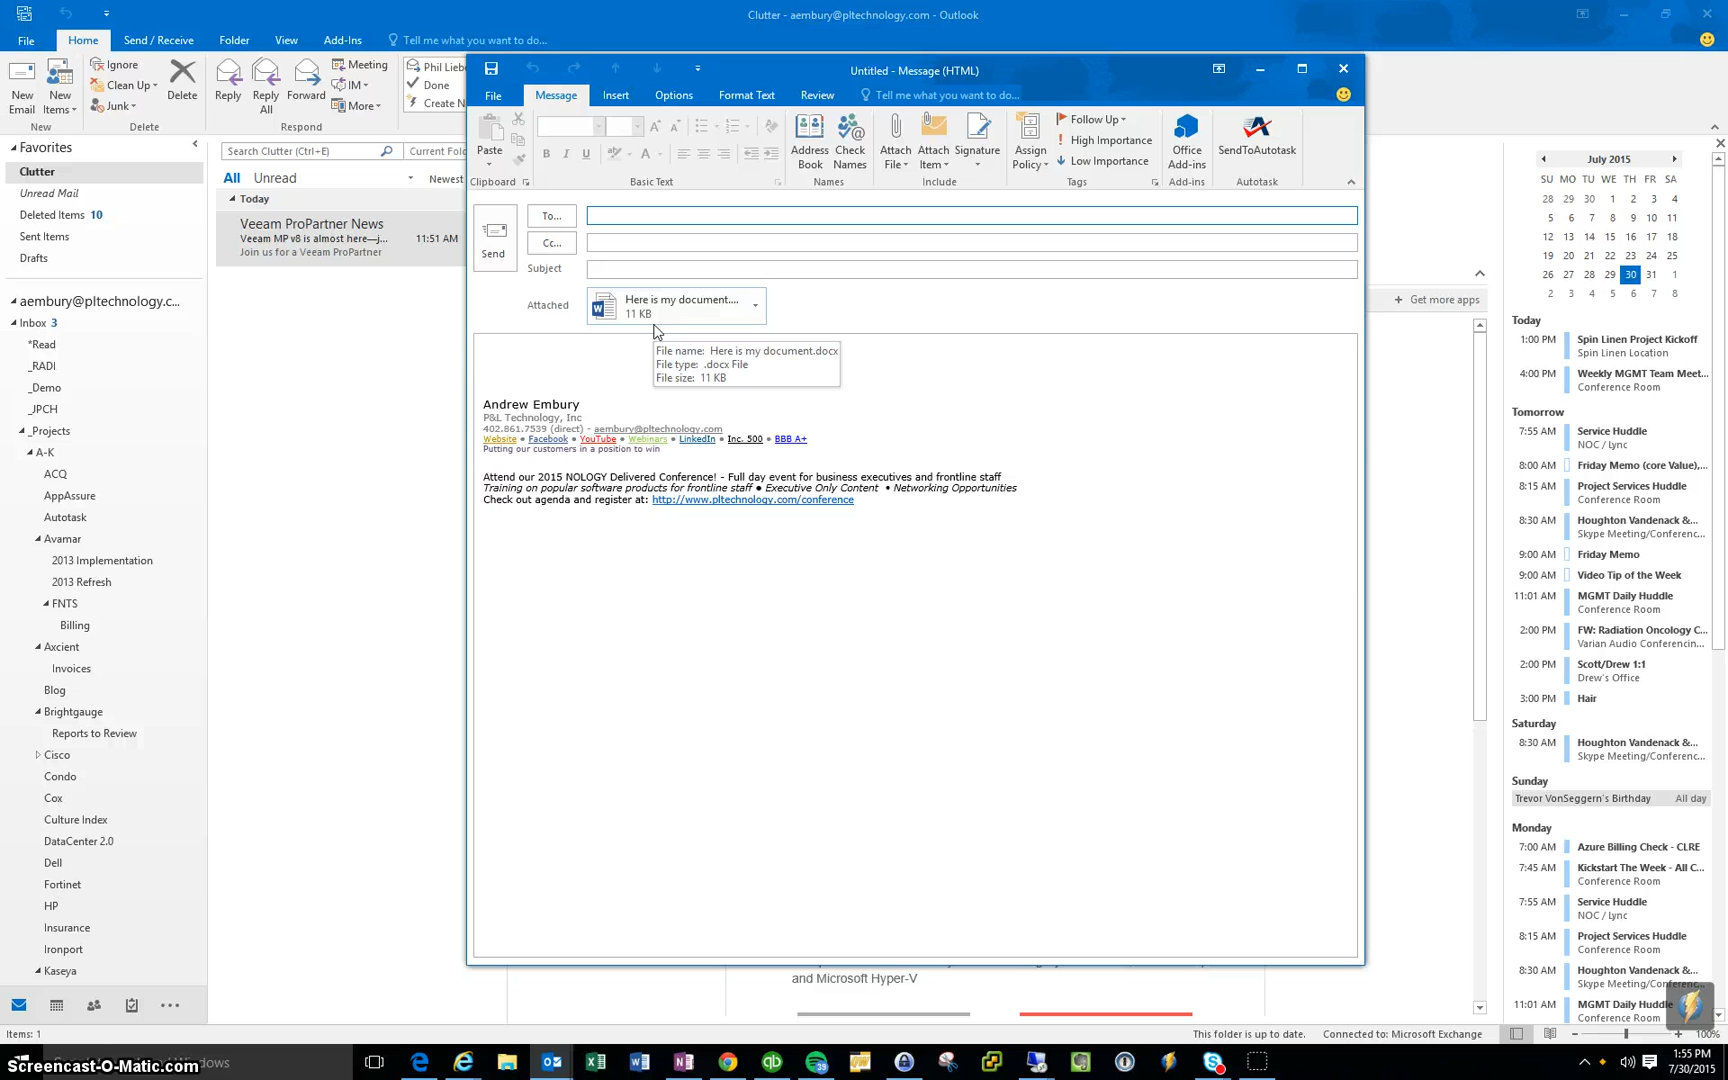 Clutter - aembury@pltechnology.com - Outlook
File Home Send / Receive Folder View Add-Ins Tell me what you want to do...
New Email
New Items
Ignore
Clean Up
Junk
Delete
Reply
Reply All
Forward
Meeting
IM
More
Phil Liebe
Done
Create N
New
Delete
Respond
Favorites
Clutter
Unread Mail
Deleted Items 10
Sent Items
Drafts
aembury@pltechnology.c...
Inbox 3
*Read
_RADI
_Demo
_JPCH
_Projects
A-K
ACQ
AppAssure
Autotask
Avamar
2013 Implementation
2013 Refresh
FNTS
Billing
Axcient
Invoices
Blog
Brightgauge
Reports to Review
Cisco
Condo
Cox
Culture Index
DataCenter 2.0
Dell
Fortinet
HP
Insurance
Ironport
Kaseya
Items: 1
Search Clutter (Ctrl+E)
Current Fold
All Unread
Newest
Today
Veeam ProPartner News
Veeam MP v8 is almost here—j... 11:51 AM
Join us for a Veeam ProPartner
Untitled - Message (HTML)
File Message Insert Options Format Text Review Tell me what you want to do...
Paste
B I U
Address Book
Check Names
Attach File
Attach Item
Signature
Assign Policy
Follow Up
High Importance
Low Importance
Office Add-ins
SendToAutotask
Clipboard
Basic Text
Names
Include
Tags
Add-ins
Autotask
Send
To...
Cc...
Subject
Attached
Here is my document....
11 KB
File name: Here is my document.docx
File type: .docx File
File size: 11 KB
Andrew Embury
P&L Technology, Inc
402.861.7539 (direct) - aembury@pltechnology.com
Website • Facebook • YouTube • Webinars • LinkedIn • Inc. 500 • BBB A+
Putting our customers in a position to win
Attend our 2015 NOLOGY Delivered Conference! - Full day event for business executives and frontline staff
Training on popular software products for frontline staff • Executive Only Content • Networking Opportunities
Check out agenda and register at: http://www.pltechnology.com/conference
and Microsoft Hyper-V
+ Get more apps
July 2015
SU MO TU WE TH FR SA
28 29 30 1 2 3 4
5 6 7 8 9 10 11
12 13 14 15 16 17 18
19 20 21 22 23 24 25
26 27 28 29 30 31 1
2 3 4 5 6 7 8
Today
1:00 PM Spin Linen Project Kickoff
Spin Linen Location
4:00 PM Weekly MGMT Team Meet...
Conference Room
Tomorrow
7:55 AM Service Huddle
NOC / Lync
8:00 AM Friday Memo (core Value),...
8:15 AM Project Services Huddle
Conference Room
8:30 AM Houghton Vandenack &...
Skype Meeting/Conferenc...
9:00 AM Friday Memo
9:00 AM Video Tip of the Week
11:01 AM MGMT Daily Huddle
Conference Room
2:00 PM FW: Radiation Oncology C...
Varian Audio Conferencin...
2:00 PM Scott/Drew 1:1
Drew's Office
3:00 PM Hair
Saturday
8:30 AM Houghton Vandenack &...
Skype Meeting/Conferenc...
Sunday
Trevor VonSeggern's Birthday All day
Monday
7:00 AM Azure Billing Check - CLRE
7:45 AM Kickstart The Week - All C...
Conference Room
7:55 AM Service Huddle
NOC / Lync
8:15 AM Project Services Huddle
Conference Room
8:30 AM Houghton Vandenack &...
Skype Meeting/Conferenc...
11:01 AM MGMT Daily Huddle
Conference Room
This folder is up to date. Connected to: Microsoft Exchange 100%
Screencast-O-Matic.com
Windows
39
1:55 PM
7/30/2015